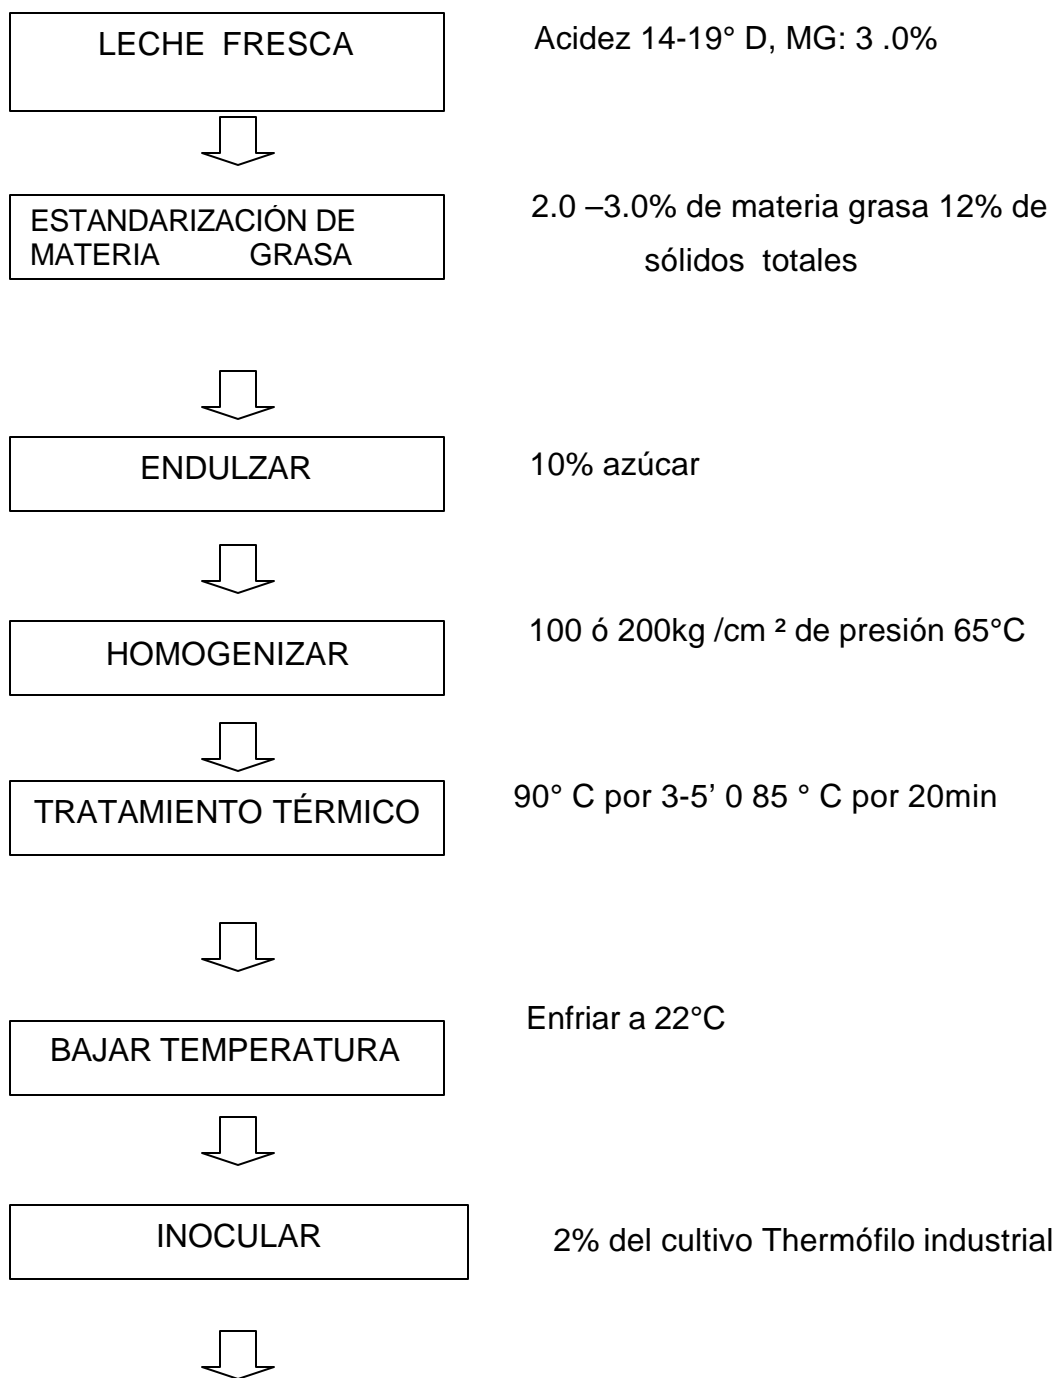 LECHE FRESCA
Acidez 14-19° D, MG: 3 .0%
ESTANDARIZACIÓN DE
MATERIA GRASA
2.0 –3.0% de materia grasa 12% de
sólidos totales
ENDULZAR
10% azúcar
HOMOGENIZAR
100 ó 200kg /cm ² de presión 65°C
TRATAMIENTO TÉRMICO
90° C por 3-5’ 0 85 ° C por 20min
BAJAR TEMPERATURA
Enfriar a 22°C
INOCULAR
2% del cultivo Thermófilo industrial